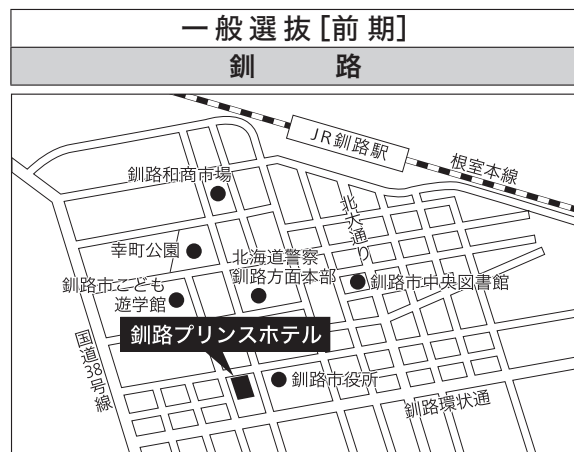 一般選抜［前期］
釧路
JR釧路駅
根室本線
釧路和商市場
北大通り
幸町公園
北海道警察
釧路方面本部
釧路市こども
遊学館
釧路市中央図書館
釧路プリンスホテル
国道38号線
釧路市役所
釧路環状通